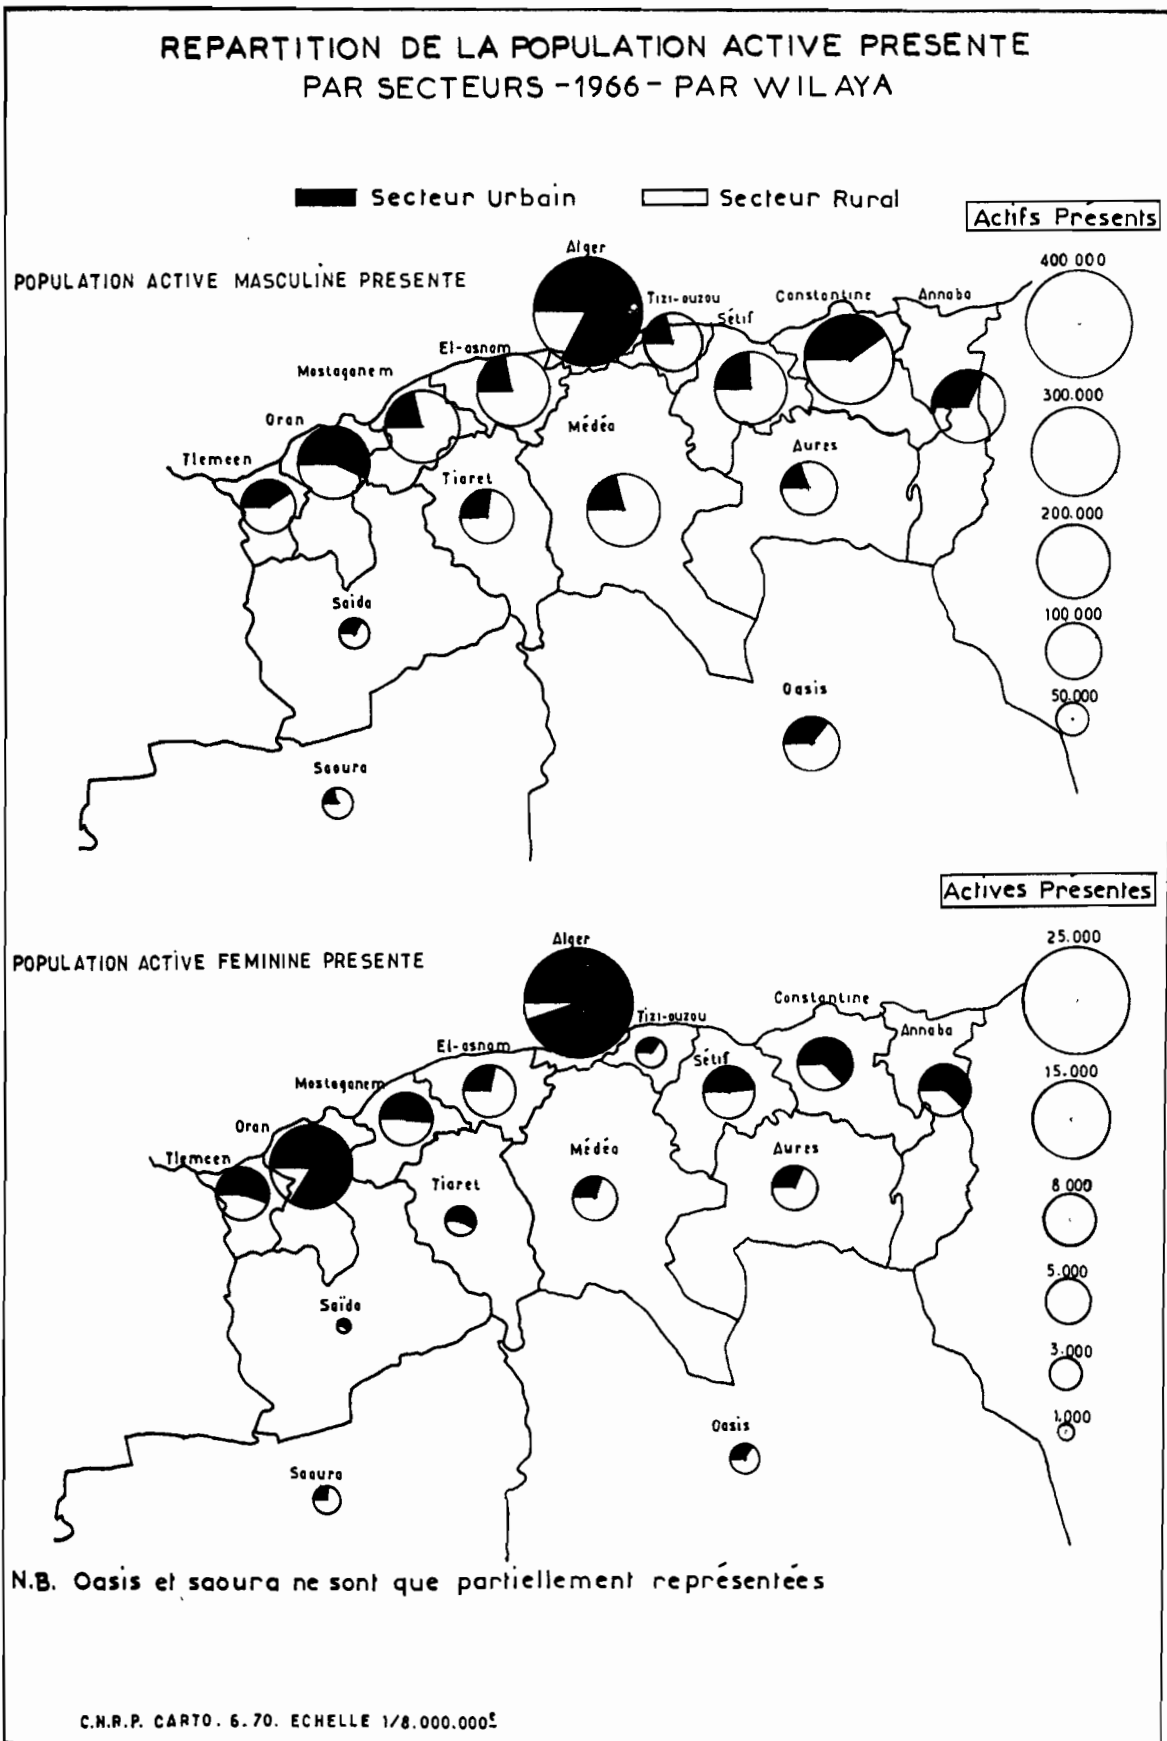 REPARTITION DE LA POPULATION ACTIVE PRESENTE
PAR SECTEURS -1966- PAR WILAYA
Secteur Urbain
Secteur Rural
Actifs Présents
POPULATION ACTIVE MASCULINE PRESENTE
Alger
Tizi-ouzou
Sétif
Constantine
Annaba
El-asnam
Mostaganem
Oran
Tlemcen
Tiaret
Médéa
Aures
Saida
Saoura
Oasis
400 000
300.000
200.000
100 000
50.000
Actives Présentes
POPULATION ACTIVE FEMININE PRESENTE
Alger
Tizi-ouzou
Sétif
Constantine
Annaba
El-asnam
Mostaganem
Oran
Tlemcen
Tiaret
Médéa
Aures
Saïda
Saoura
Oasis
25.000
15.000
8 000
5.000
3.000
1.000
N.B. Oasis et saoura ne sont que partiellement représentées
C.N.R.P. CARTO. 6.70. ECHELLE 1/8.000.000e